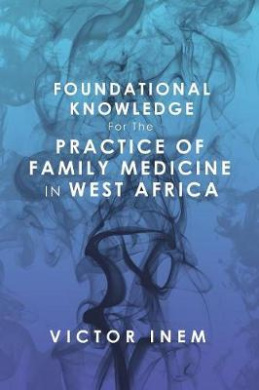 FOUNDATIONAL
KNOWLEDGE
For The
PRACTICE OF
FAMILY MEDICINE
IN WEST AFRICA
VICTOR INEM